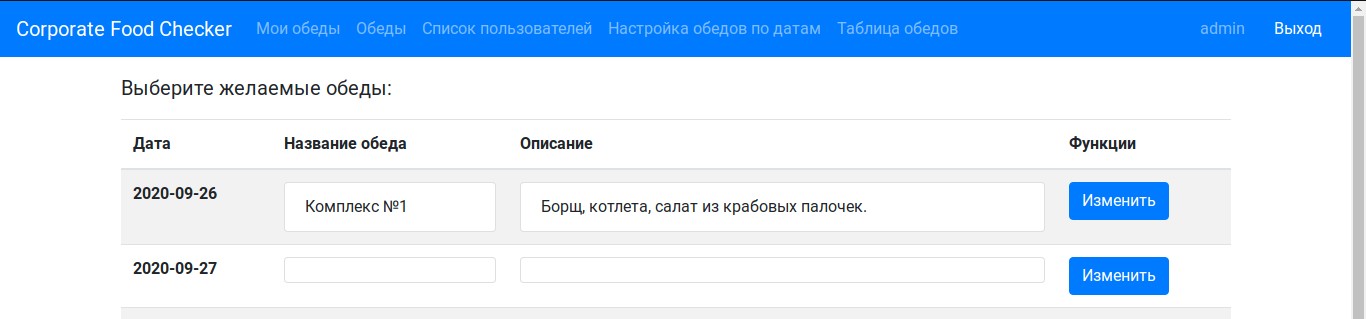 Corporate Food Checker Мои обеды Обеды Список пользователей Настройка обедов по датам Таблица обедов admin Выход
Выберите желаемые обеды:
Дата Название обеда Описание Функции
2020-09-26 Комплекс №1 Борщ, котлета, салат из крабовых палочек. Изменить
2020-09-27 Изменить